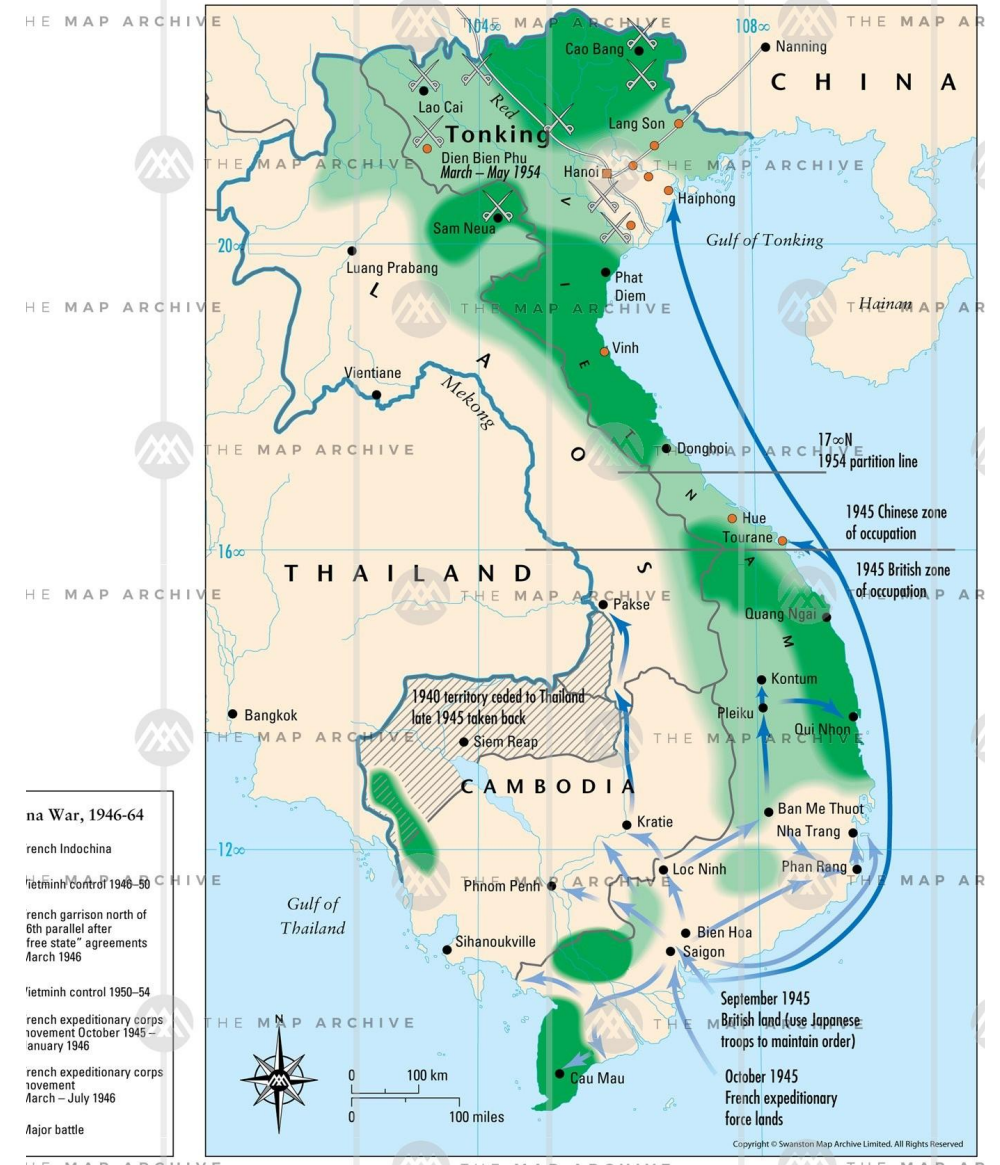 104∞
108∞
Cao Bang
Nanning
CHINA
Lao Cai
Red
Lang Son
Tonking
Dien Bien Phu
March – May 1954
Hanoi
Haiphong
Sam Neua
Gulf of Tonking
20∞
Luang Prabang
Phat
Diem
Hainan
LAOS
VIETNAM
Vinh
Vientiane
Mekong
Donghoi
17∞N
1954 partition line
Hue
Tourane
1945 Chinese zone
of occupation
16∞
1945 British zone
of occupation
THAILAND
Pakse
Quang Ngai
Kontum
1940 territory ceded to Thailand
late 1945 taken back
Pleiku
Bangkok
Qui Nhon
Siem Reap
CAMBODIA
Ban Me Thuot
Kratie
Nha Trang
12∞
Loc Ninh
Phan Rang
Phnom Penh
Gulf of
Thailand
Bien Hoa
Sihanoukville
Saigon
September 1945
British land (use Japanese
troops to maintain order)
October 1945
French expeditionary
force lands
Cau Mau
N
0 100 km
0 100 miles
na War, 1946-64
rench Indochina
ietminh control 1946–50
rench garrison north of
6th parallel after
free state” agreements
March 1946
ietminh control 1950–54
rench expeditionary corps
movement October 1945 –
anuary 1946
rench expeditionary corps
movement
March – July 1946
Major battle
Copyright © Swanston Map Archive Limited. All Rights Reserved
THE MAP ARCHIVE